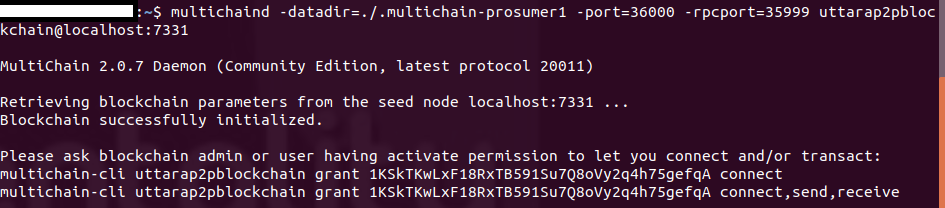 :~$ multichaind -datadir=./.multichain-prosumer1 -port=36000 -rpcport=35999 uttarap2pbloc
kchain@localhost:7331
MultiChain 2.0.7 Daemon (Community Edition, latest protocol 20011)
Retrieving blockchain parameters from the seed node localhost:7331 ...
Blockchain successfully initialized.
Please ask blockchain admin or user having activate permission to let you connect and/or transact:
multichain-cli uttarap2pblockchain grant 1KSkTKwLxF18RxTB591Su7Q8oVy2q4h75gefqA connect
multichain-cli uttarap2pblockchain grant 1KSkTKwLxF18RxTB591Su7Q8oVy2q4h75gefqA connect,send,receive